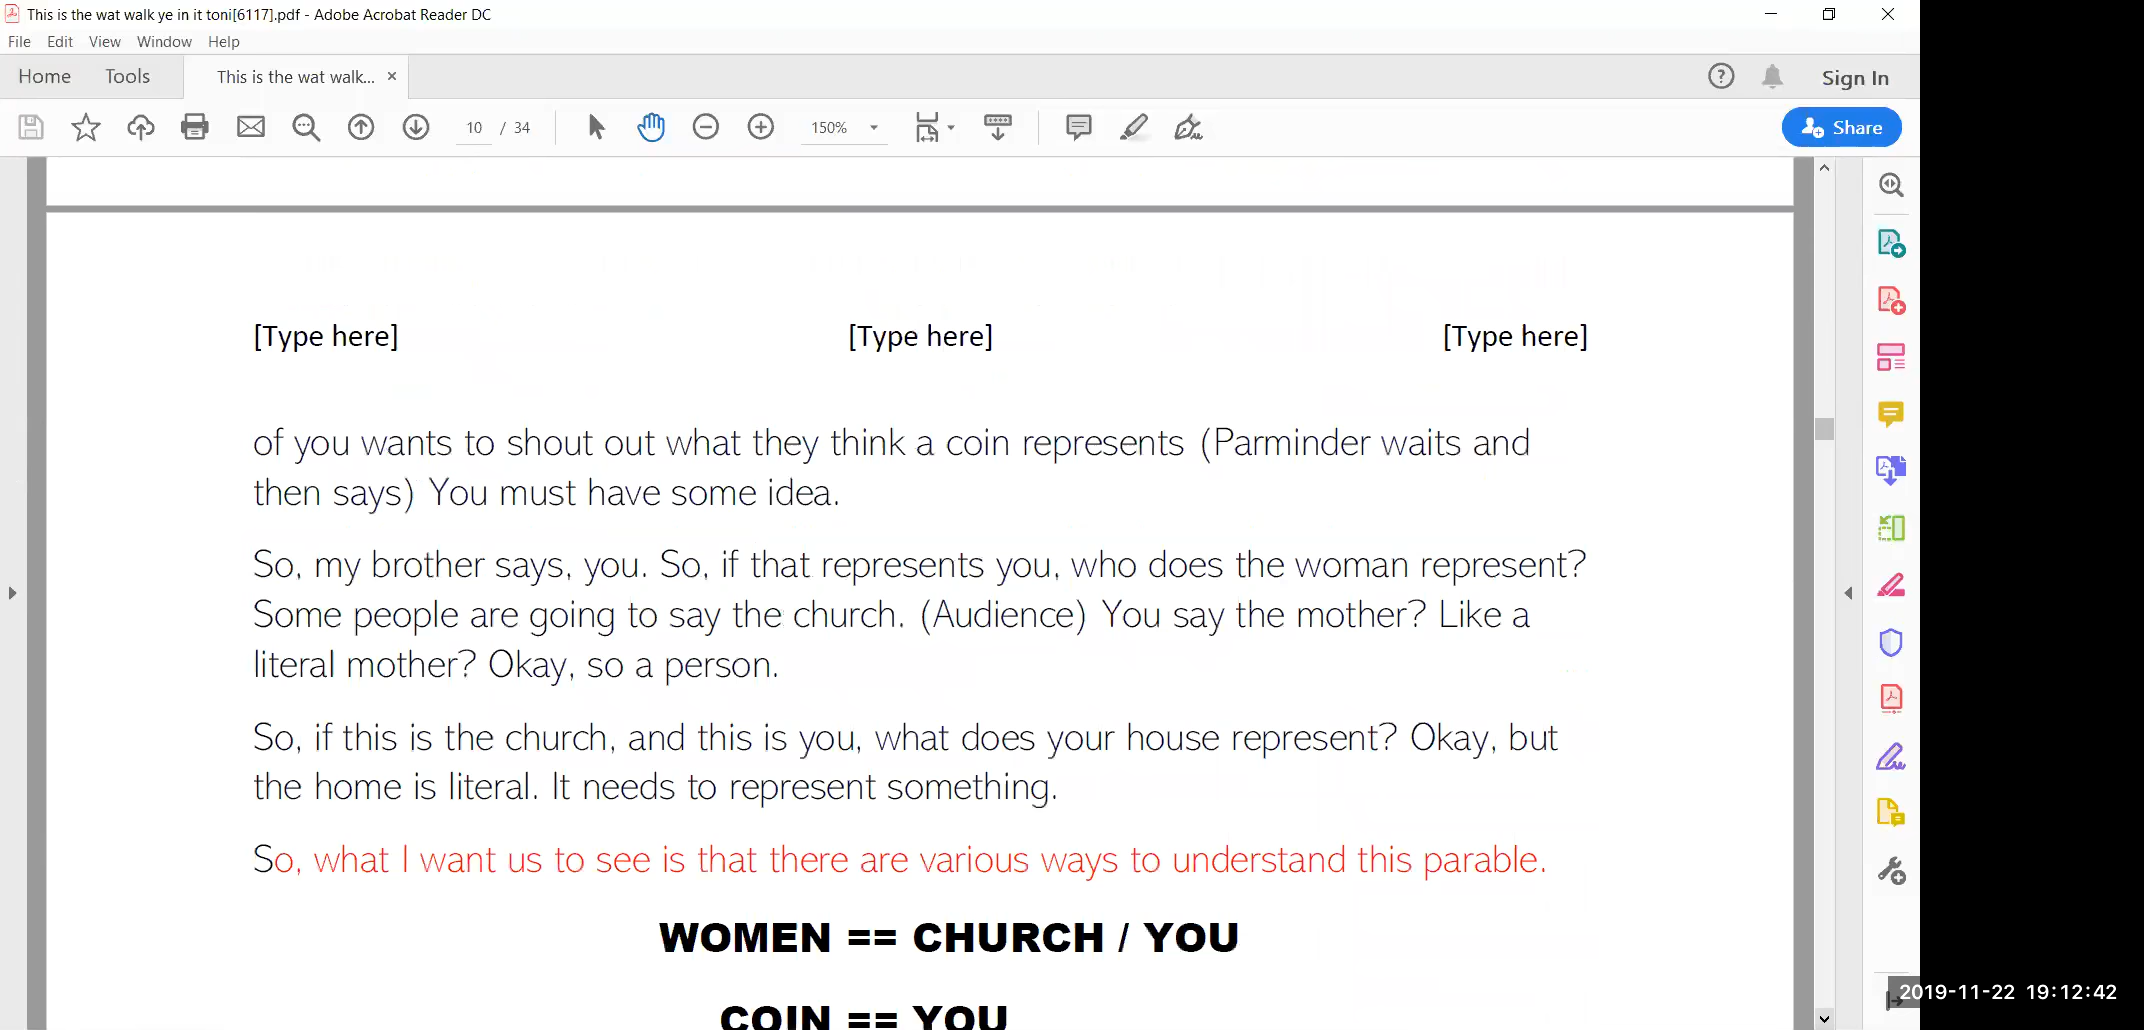 This is the wat walk ye in it toni[6117].pdf - Adobe Acrobat Reader DC
File Edit View Window Help
Home Tools This is the wat walk... × Sign In
10 / 34 150% Share
[Type here] [Type here] [Type here]
of you wants to shout out what they think a coin represents (Parminder waits and
then says) You must have some idea.
So, my brother says, you. So, if that represents you, who does the woman represent?
Some people are going to say the church. (Audience) You say the mother? Like a
literal mother? Okay, so a person.
So, if this is the church, and this is you, what does your house represent? Okay, but
the home is literal. It needs to represent something.
So, what I want us to see is that there are various ways to understand this parable.
WOMEN == CHURCH / YOU
COIN == YOU
2019-11-22 19:12:42